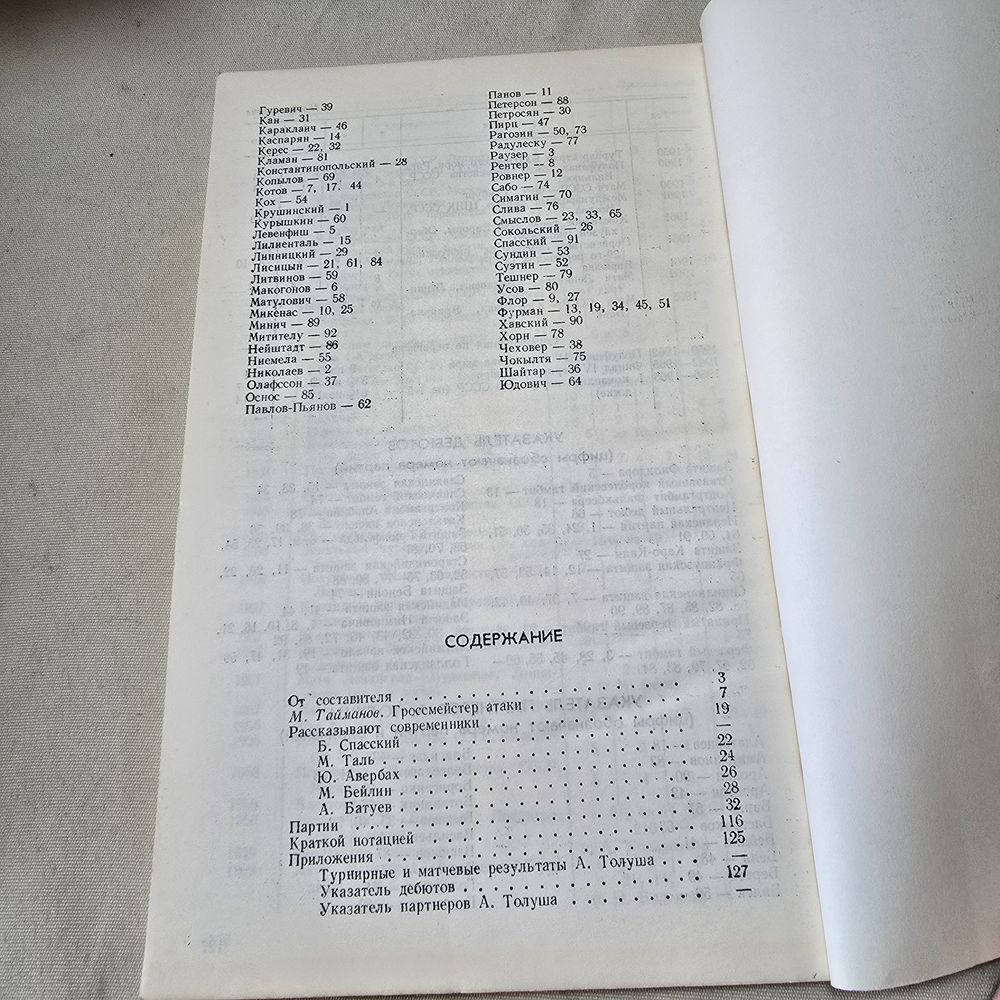 Гуревич — 39
Кан — 31
Караклаич — 46
Каспарян — 14
Керес — 22, 32
Кламан — 81
Константинопольский — 28
Копылов — 69
Котов — 7, 17, 44
Кох — 54
Крушинский — 1
Курышкин — 60
Левенфиш — 5
Лилиенталь — 15
Линницкий — 29
Лисицын — 21, 61, 84
Литвинов — 59
Макогонов — 6
Матулович — 58
Микенас — 10, 25
Минич — 89
Митителу — 92
Нейштадт — 86
Ниемела — 55
Николаев — 2
Олафссон — 37
Оснос — 85
Павлов-Пьянов — 62
Панов — 11
Петерсон — 88
Петросян — 30
Пирц — 47
Рагозин — 50, 73
Радулеску — 77
Раузер — 3
Рентер — 8
Ровнер — 12
Сабо — 74
Симагин — 70
Слива — 76
Смыслов — 23, 33, 65
Сокольский — 26
Спасский — 91
Сундин — 53
Суэтин — 52
Тешнер — 79
Усов — 80
Флор — 9, 27
Фурман — 13, 19, 34, 45, 51
Хавский — 90
Хорн — 78
Чеховер — 38
Чокылтя — 75
Шайтар — 36
Юдович — 64
СОДЕРЖАНИЕ
От составителя . . . . . . . . . . . . . . . . 3
М. Тайманов. Гроссмейстер атаки . . . . . . . . 7
Рассказывают современники . . . . . . . . . . . 19
Б. Спасский . . . . . . . . . . . . . . . —
М. Таль . . . . . . . . . . . . . . . . . 22
Ю. Авербах . . . . . . . . . . . . . . . 24
М. Бейлин . . . . . . . . . . . . . . . . 26
А. Батуев . . . . . . . . . . . . . . . . 28
Партии . . . . . . . . . . . . . . . . . . . 32
Краткой нотацией . . . . . . . . . . . . . . . 116
Приложения . . . . . . . . . . . . . . . . . 125
Турнирные и матчевые результаты А. Толуша . . . —
Указатель дебютов . . . . . . . . . . . . . 127
Указатель партнеров А. Толуша . . . . . . . . —